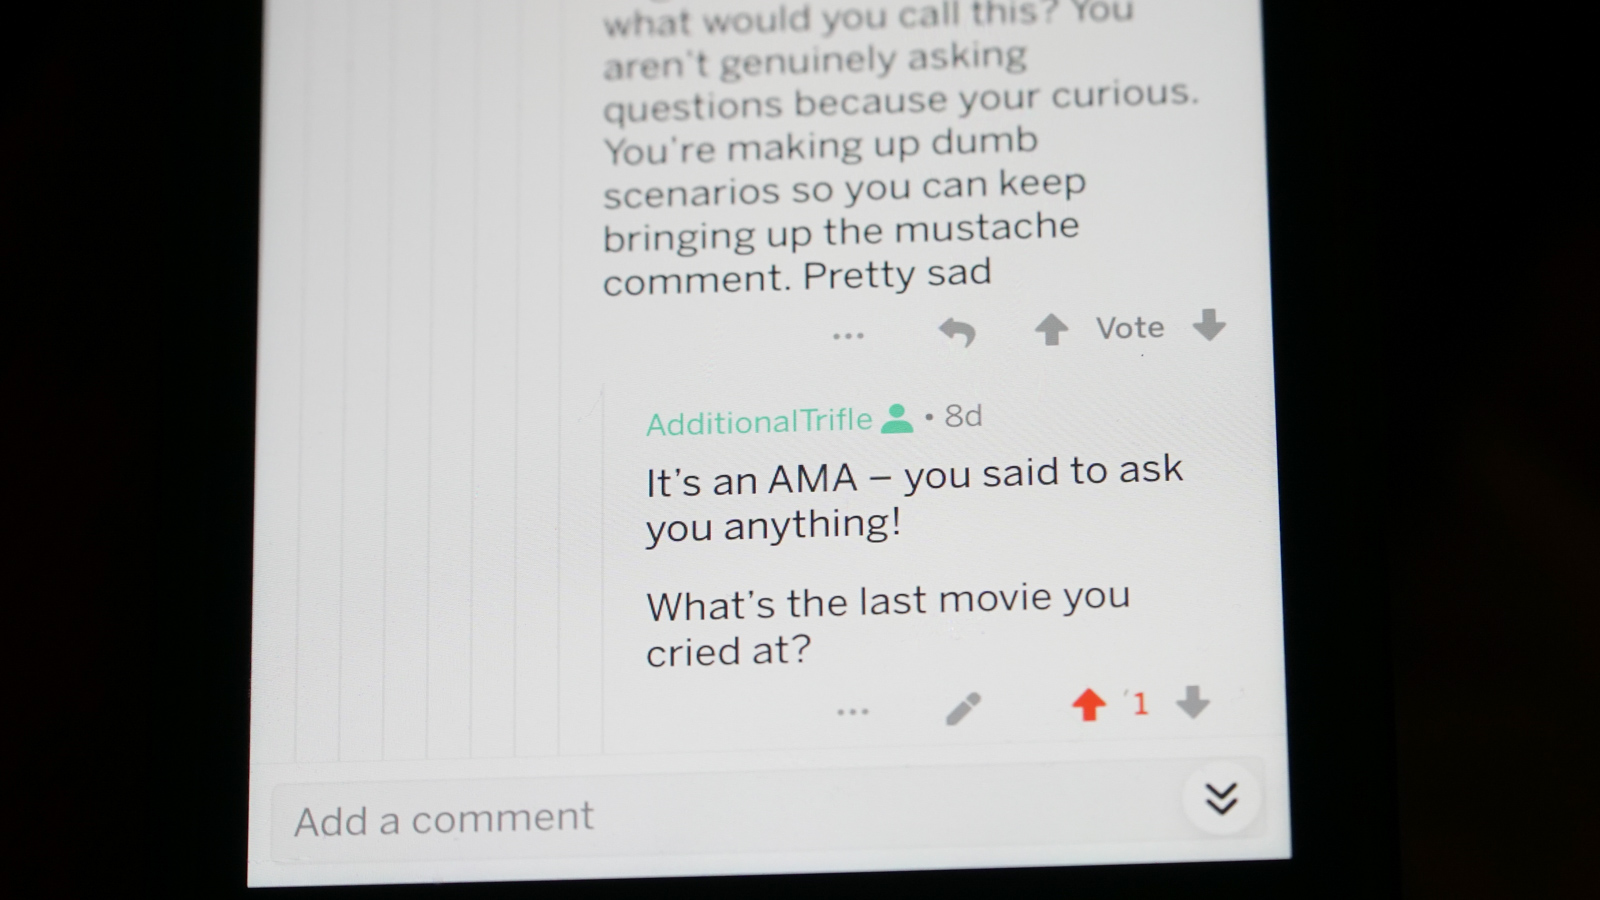 what would you call this? You
aren't genuinely asking
questions because your curious.
You're making up dumb
scenarios so you can keep
bringing up the mustache
comment. Pretty sad
... Vote
AdditionalTrifle • 8d
It's an AMA – you said to ask
you anything!
What's the last movie you
cried at?
... 1
Add a comment